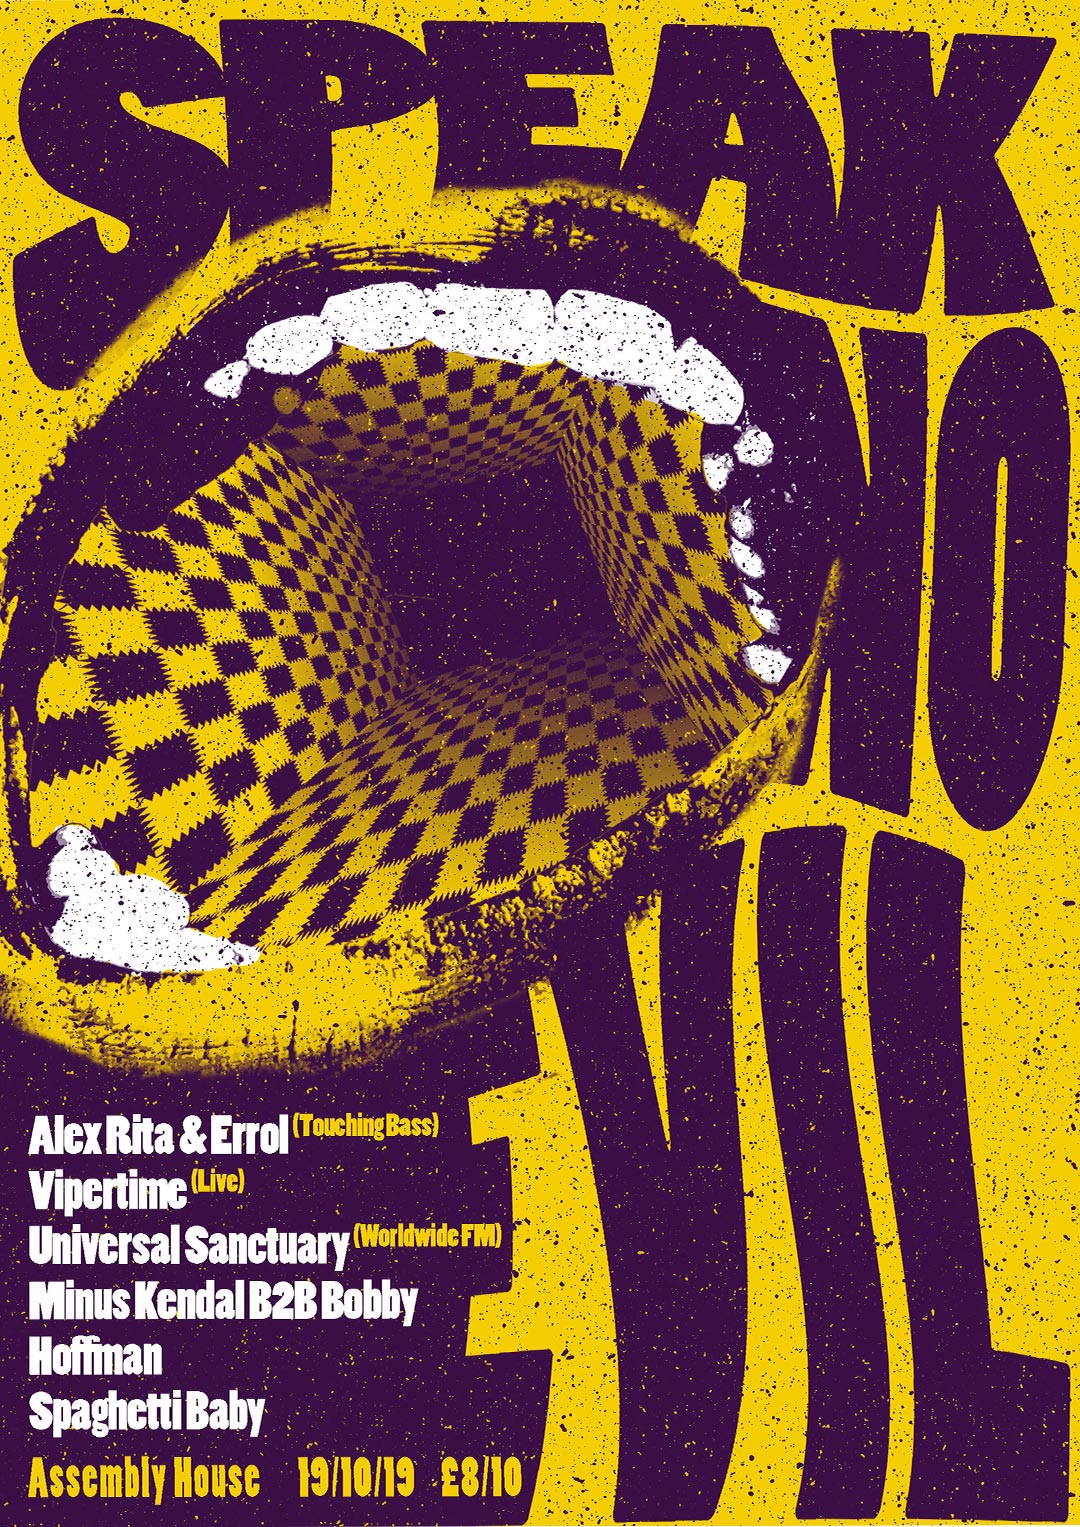 SPEAK
NO
EVIL
Alex Rita & Errol (Touching Bass)
Vipertime (Live)
Universal Sanctuary (Worldwide FM)
Minus Kendal B2B Bobby
Hoffman
Spaghetti Baby
Assembly House 19/10/19 £8/10